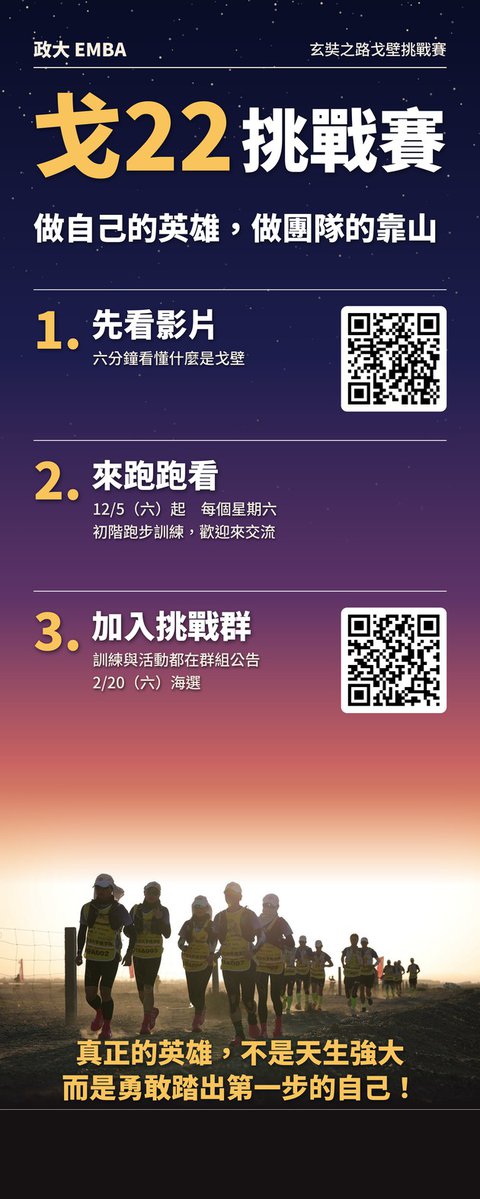 政大 EMBA
玄奘之路戈壁挑戰賽
戈22挑戰賽
做自己的英雄，做團隊的靠山
1. 先看影片
六分鐘看懂什麼是戈壁
2. 來跑跑看
12/5（六）起　每個星期六
初階跑步訓練，歡迎來交流
3. 加入挑戰群
訓練與活動都在群組公告
2/20（六）海選
真正的英雄，不是天生強大
而是勇敢踏出第一步的自己！